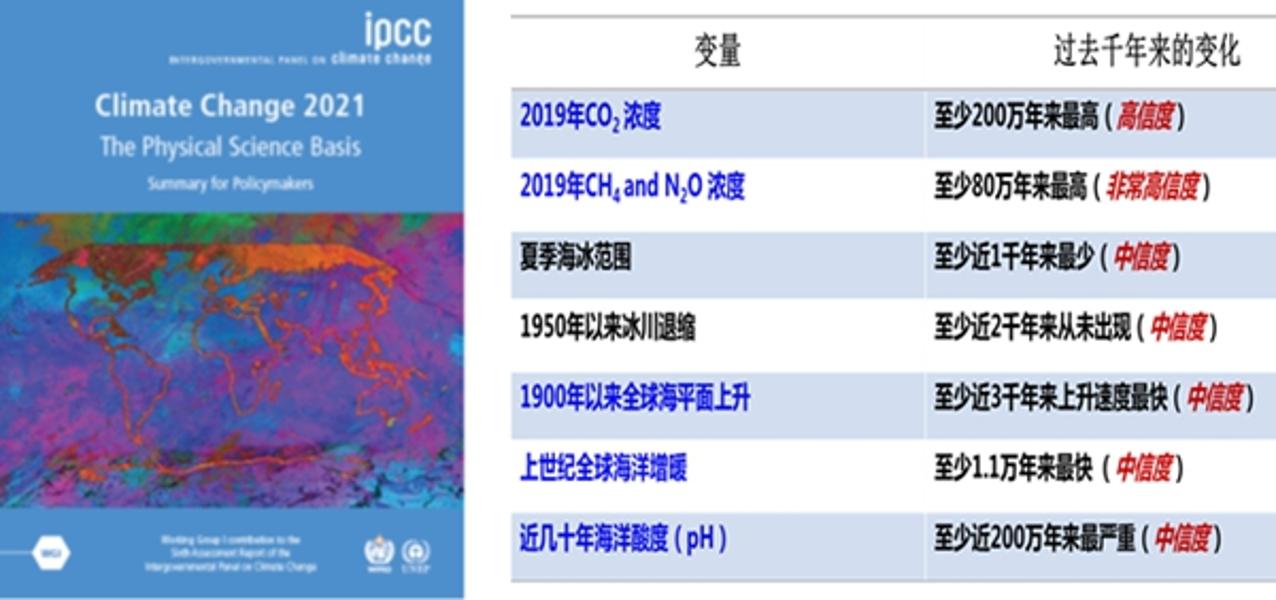 ipcc
INTERGOVERNMENTAL PANEL ON climate change
Climate Change 2021
The Physical Science Basis
Summary for Policymakers
WGI
Working Group I contribution to the
Sixth Assessment Report of the
Intergovernmental Panel on Climate Change
WMO UNEP
变量 过去千年来的变化
2019年CO₂ 浓度 至少200万年来最高 ( 高信度 )
2019年CH₄ and N₂O 浓度 至少80万年来最高 ( 非常高信度 )
夏季海冰范围 至少近1千年来最少 ( 中信度 )
1950年以来冰川退缩 至少近2千年来从未出现 ( 中信度 )
1900年以来全球海平面上升 至少近3千年来上升速度最快 ( 中信度 )
上世纪全球海洋增暖 至少1.1万年来最快 ( 中信度 )
近几十年海洋酸度 ( pH ) 至少近200万年来最严重 ( 中信度 )